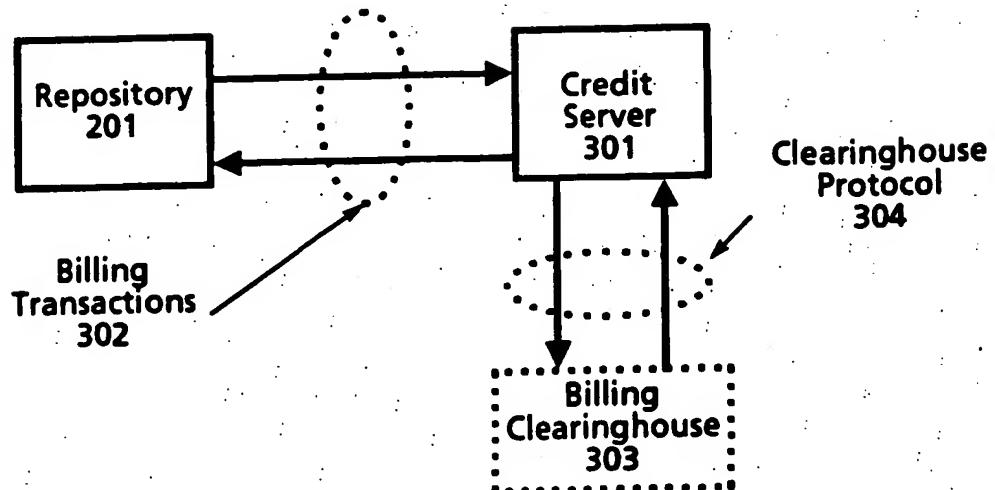 Repository
201
Credit
Server
301
Clearinghouse
Protocol
304
Billing
Transactions
302
Billing
Clearinghouse
303